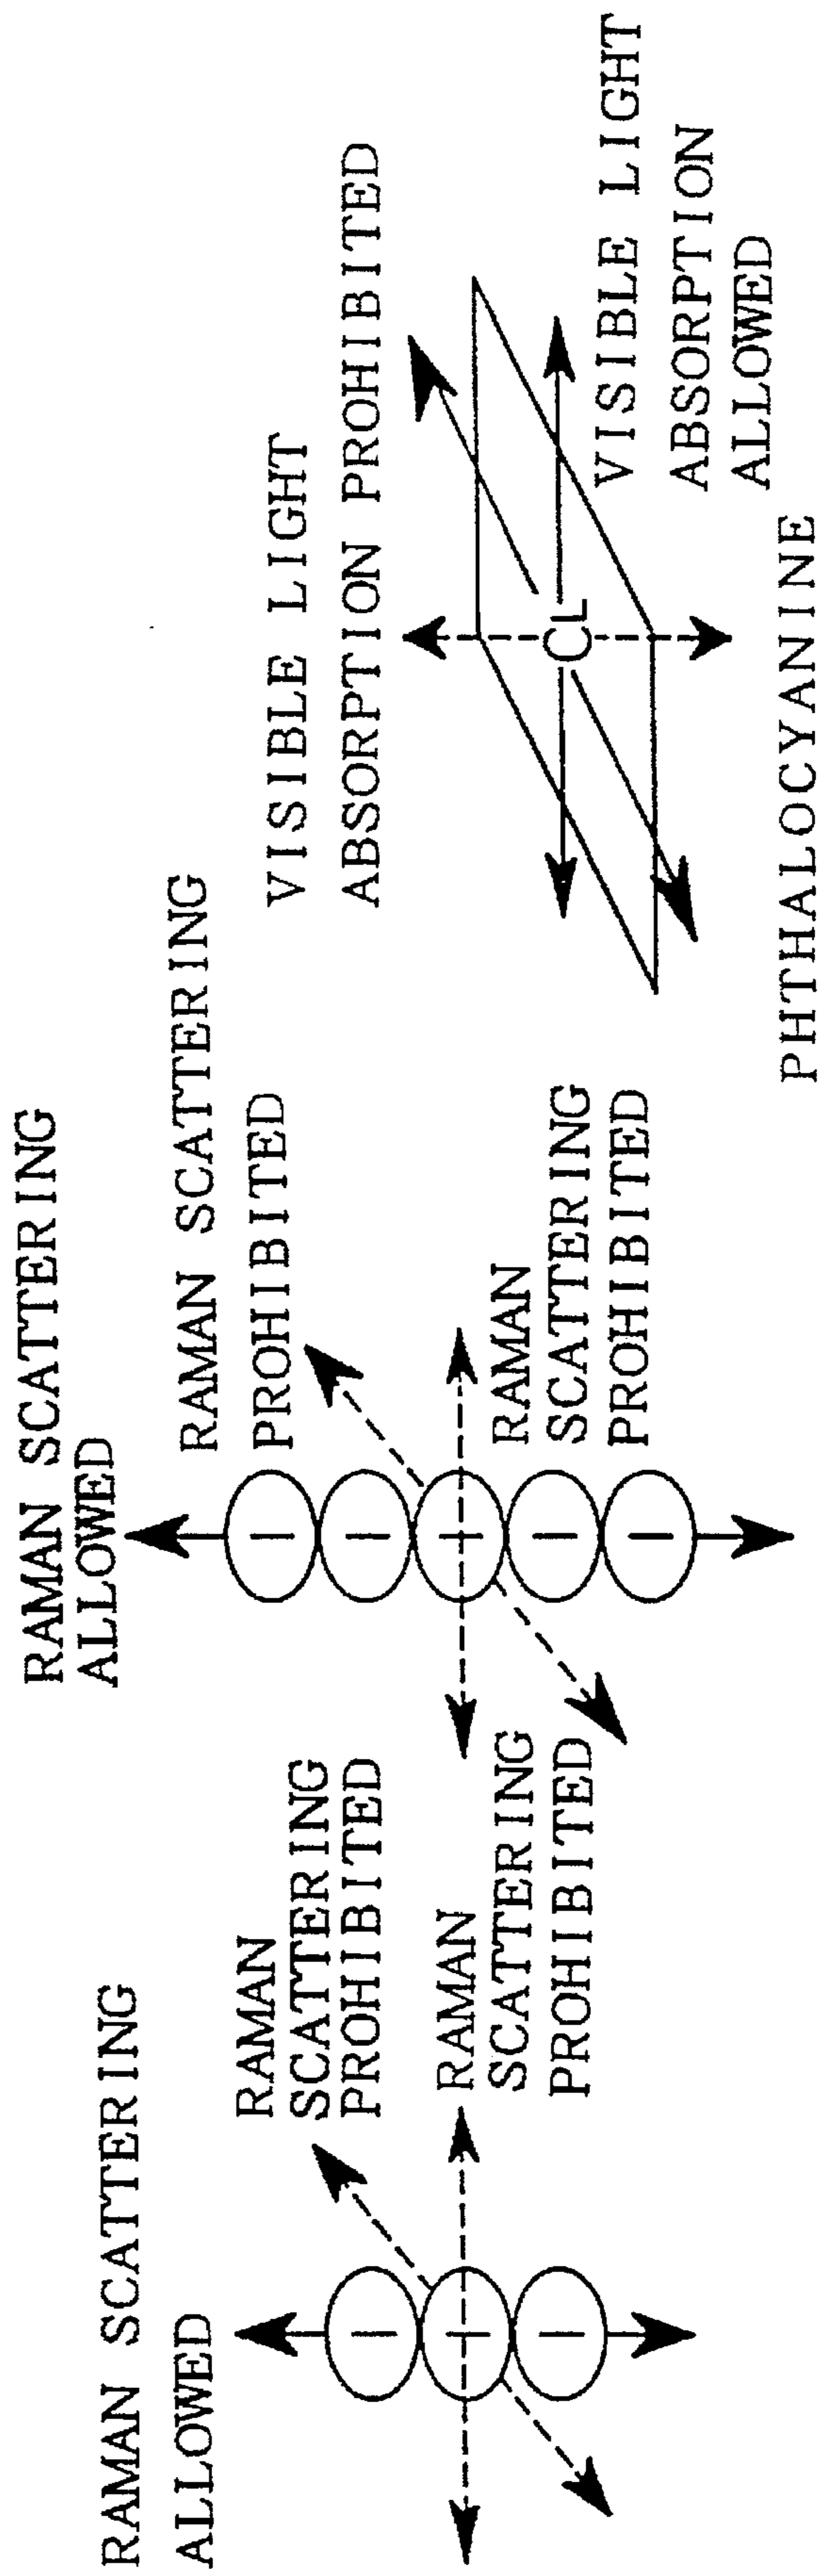 RAMAN SCATTERING
ALLOWED
RAMAN
SCATTERING
PROHIBITED
RAMAN
SCATTERING
PROHIBITED
RAMAN SCATTERING
ALLOWED
RAMAN SCATTERING
PROHIBITED
RAMAN
SCATTERING
PROHIBITED
VISIBLE LIGHT
ABSORPTION PROHIBITED
CL
VISIBLE LIGHT
ABSORPTION
ALLOWED
PHTHALOCYANINE